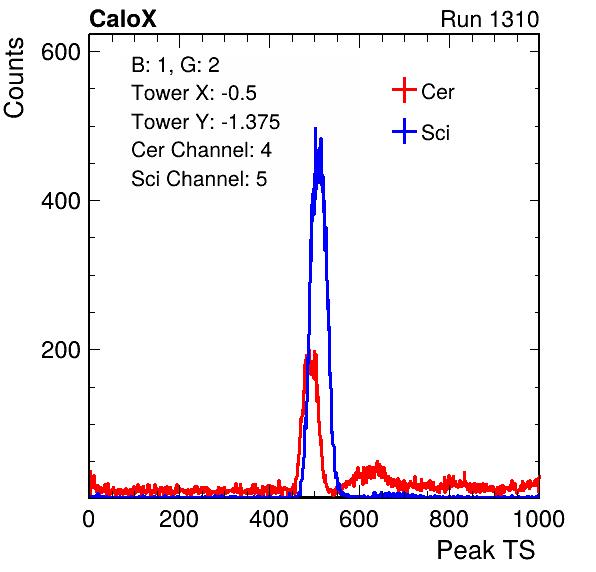 CaloX Run 1310
Counts
600
400
200
B: 1, G: 2
Tower X: -0.5
Tower Y: -1.375
Cer Channel: 4
Sci Channel: 5
Cer
Sci
0 200 400 600 800 1000
Peak TS